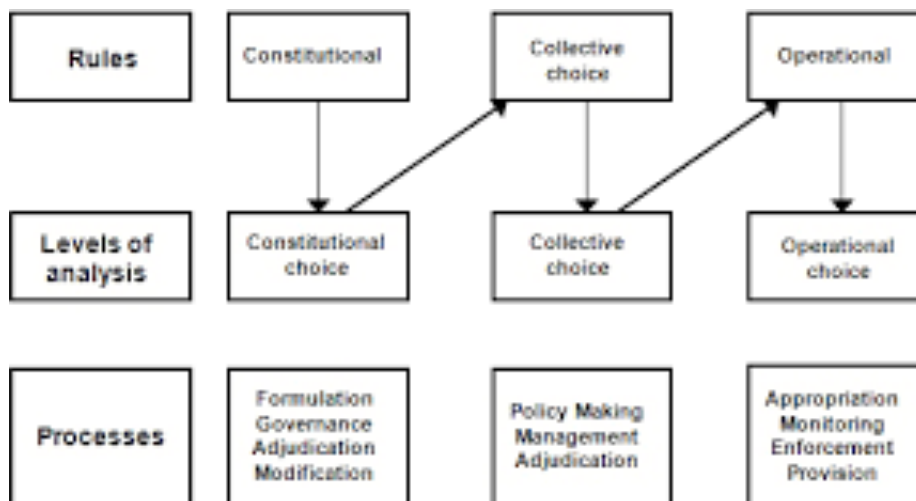 Rules
Constitutional
Collective
choice
Operational
Levels of
analysis
Constitutional
choice
Collective
choice
Operational
choice
Processes
Formulation
Governance
Adjudication
Modification
Policy Making
Management
Adjudication
Appropriation
Monitoring
Enforcement
Provision